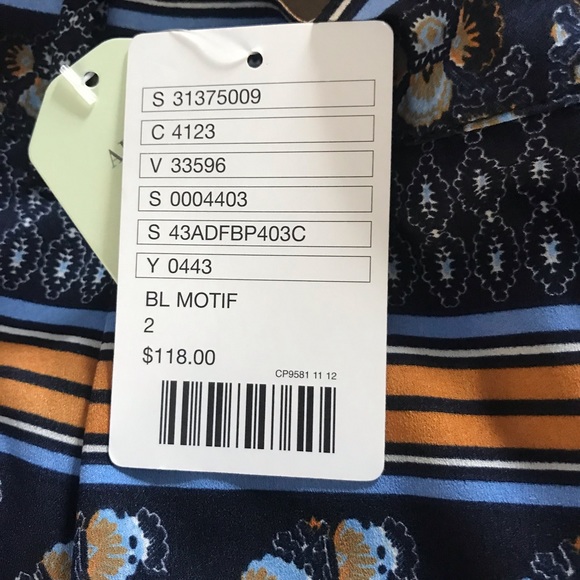 S 31375009
C 4123
V 33596
S 0004403
S 43ADFBP403C
Y 0443
BL MOTIF
2
$118.00
CP9581 11 12